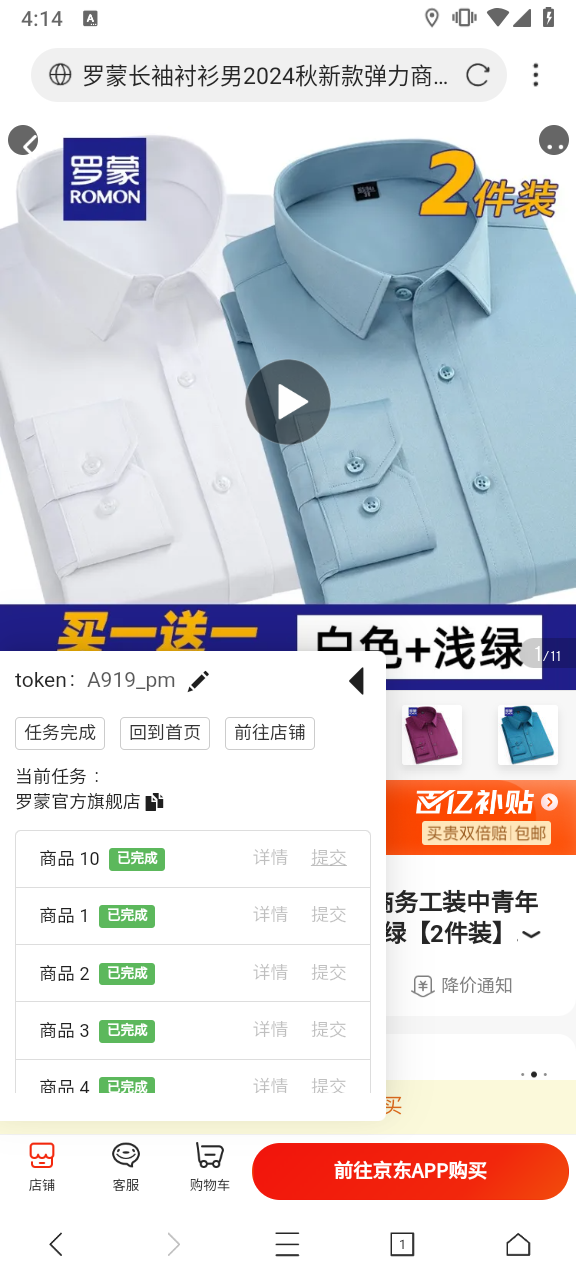 4:14
A
罗蒙长袖衬衫男2024秋新款弹力商...
罗蒙
ROMON
2件装
买一送一
白色+浅绿
1/11
token: A919_pm
任务完成
回到首页
前往店铺
当前任务：
罗蒙官方旗舰店
百亿补贴
买贵双倍赔
包邮
商品 10 已完成 详情 提交
商品 1 已完成 详情 提交
商品 2 已完成 详情 提交
商品 3 已完成 详情 提交
商品 4 已完成 详情 提交
商务工装中青年
绿【2件装】
降价通知
买
店铺
客服
购物车
前往京东APP购买
1